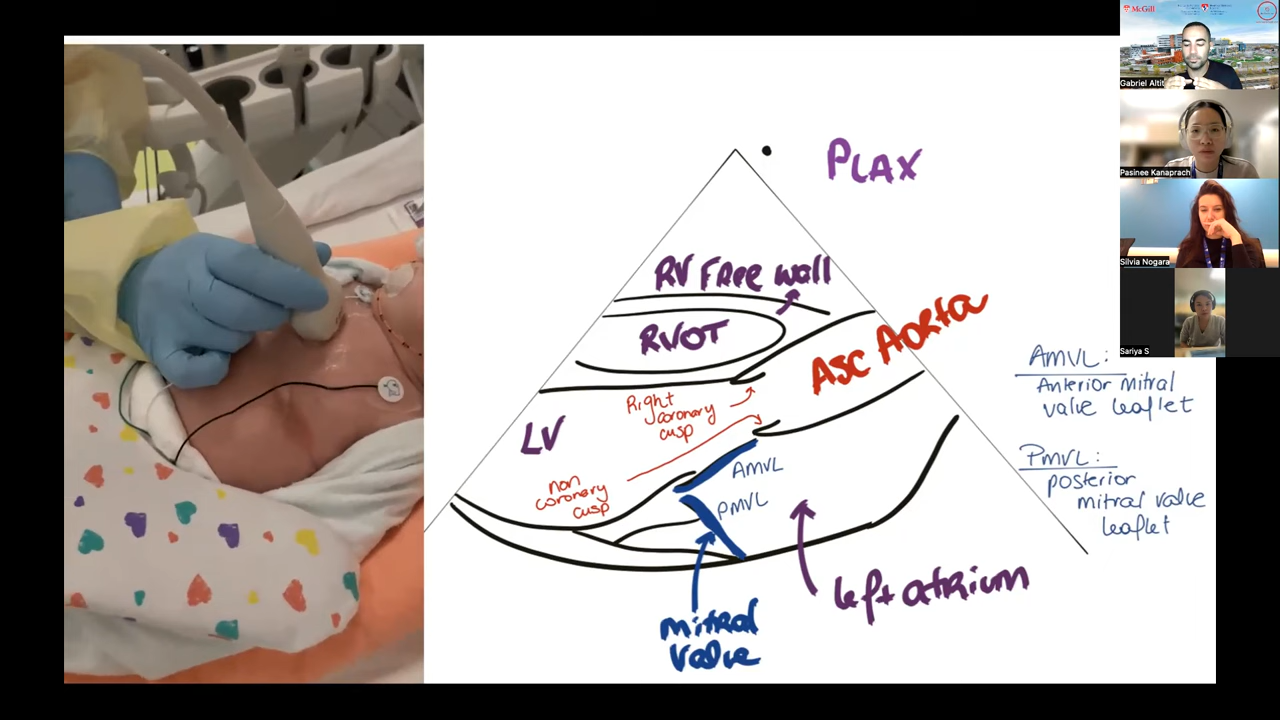 PLAX
RV Free wall
RVOT
Asc Aorta
Right
coronary
cusp
LV
non
coronary
cusp
AMVL
PMVL
mitral
valve
left atrium
AMVL:
Anterior mitral
valve leaflet
PMVL:
posterior
mitral valve
leaflet
McGill
Gabriel Altit
Pasinee Kanaprach
Silvia Nogara
Sariya S